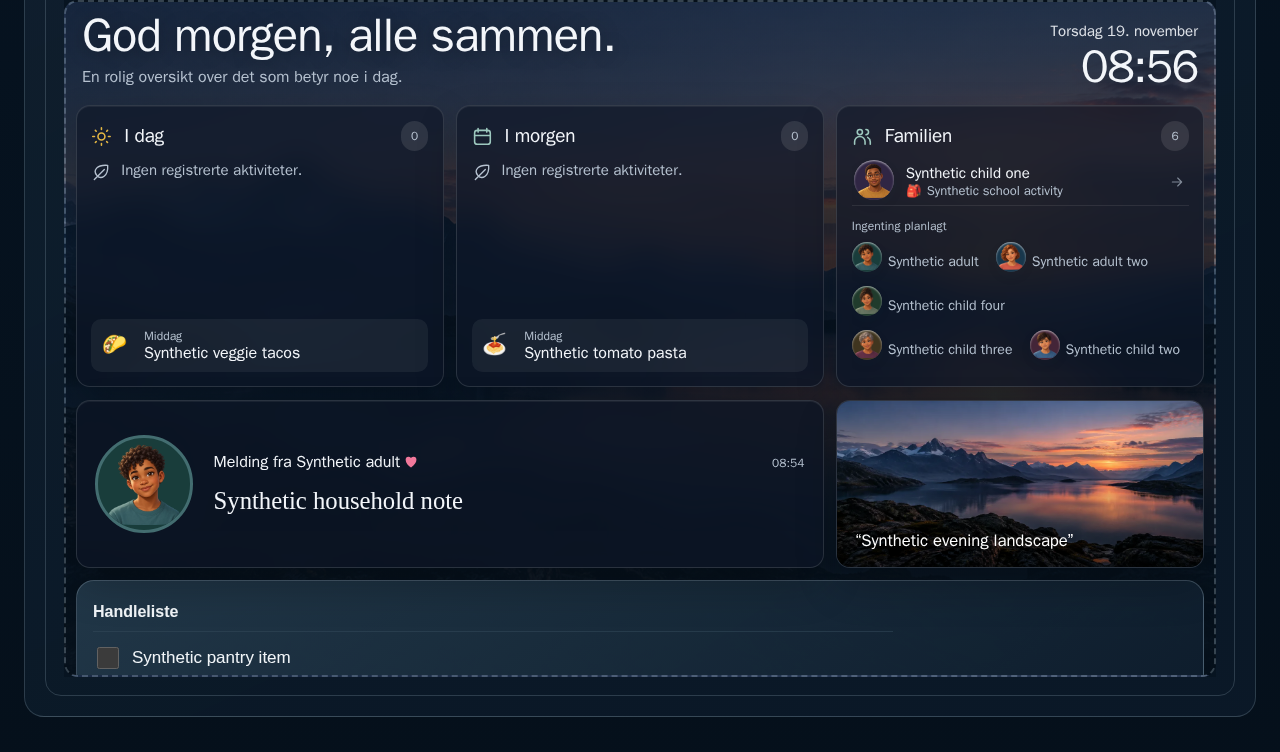 God morgen, alle sammen.
En rolig oversikt over det som betyr noe i dag.
Torsdag 19. november
08:56
I dag
0
Ingen registrerte aktiviteter.
Middag
Synthetic veggie tacos
I morgen
0
Ingen registrerte aktiviteter.
Middag
Synthetic tomato pasta
Familien
6
Synthetic child one
Synthetic school activity
Ingenting planlagt
Synthetic adult
Synthetic adult two
Synthetic child four
Synthetic child three
Synthetic child two
Melding fra Synthetic adult
08:54
Synthetic household note
“Synthetic evening landscape”
Handleliste
Synthetic pantry item